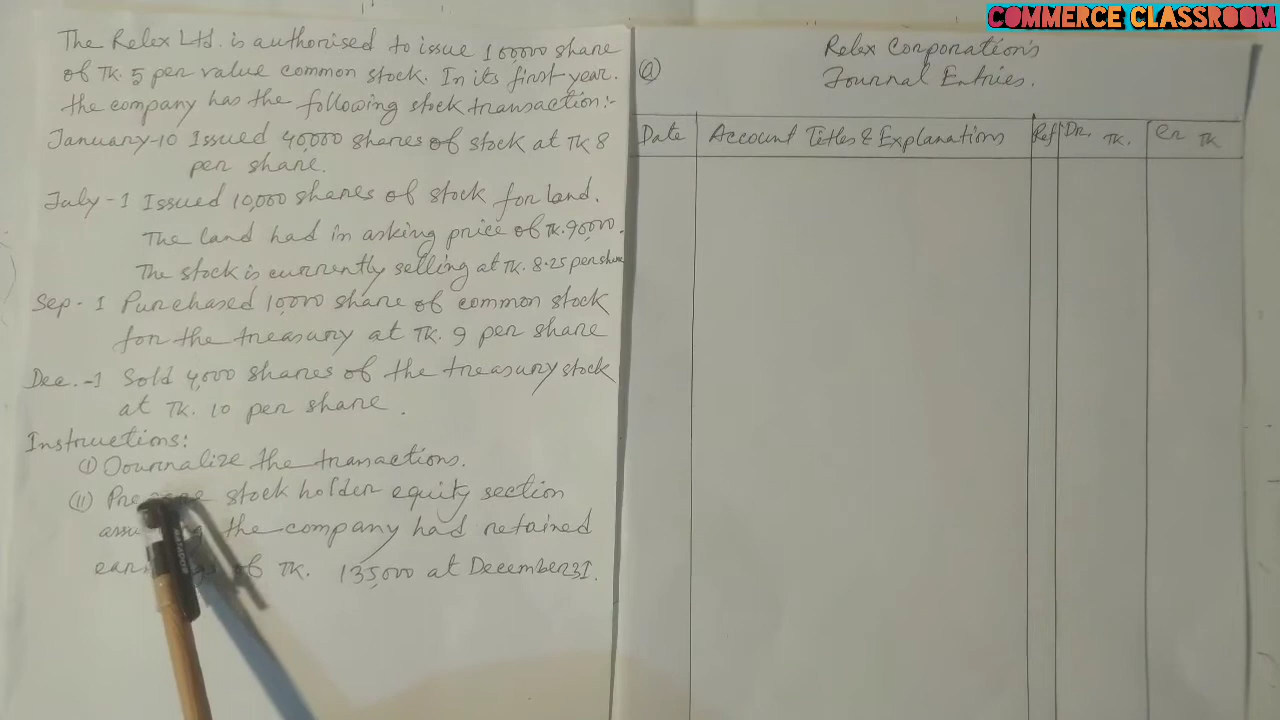 COMMERCE CLASSROOM
The Relex Ltd. is authorised to issue 100,000 share
of TK. 5 per value common stock. In its first-year.
the company has the following stock transaction:-
January-10 Issued 40,000 shares of stock at TK 8
per share.
July-1 Issued 10,000 shares of stock for land.
The land had in asking price of TK. 90,000.
The stock is currently selling at TK. 8.25 per share
Sep.-1 Purchased 10,000 share of common stock
for the treasury at TK. 9 per share
Dec.-1 Sold 4,000 shares of the treasury stock
at TK. 10 per share.
Instructions:
(I) Journalize the transactions.
(II) stock holder equity section
the company had retained
of TK. 135,000 at December 31.
(a)
Relex Corporation's
Journal Entries.
Date Account Titles & Explanations Ref Dr. TK. Cr TK